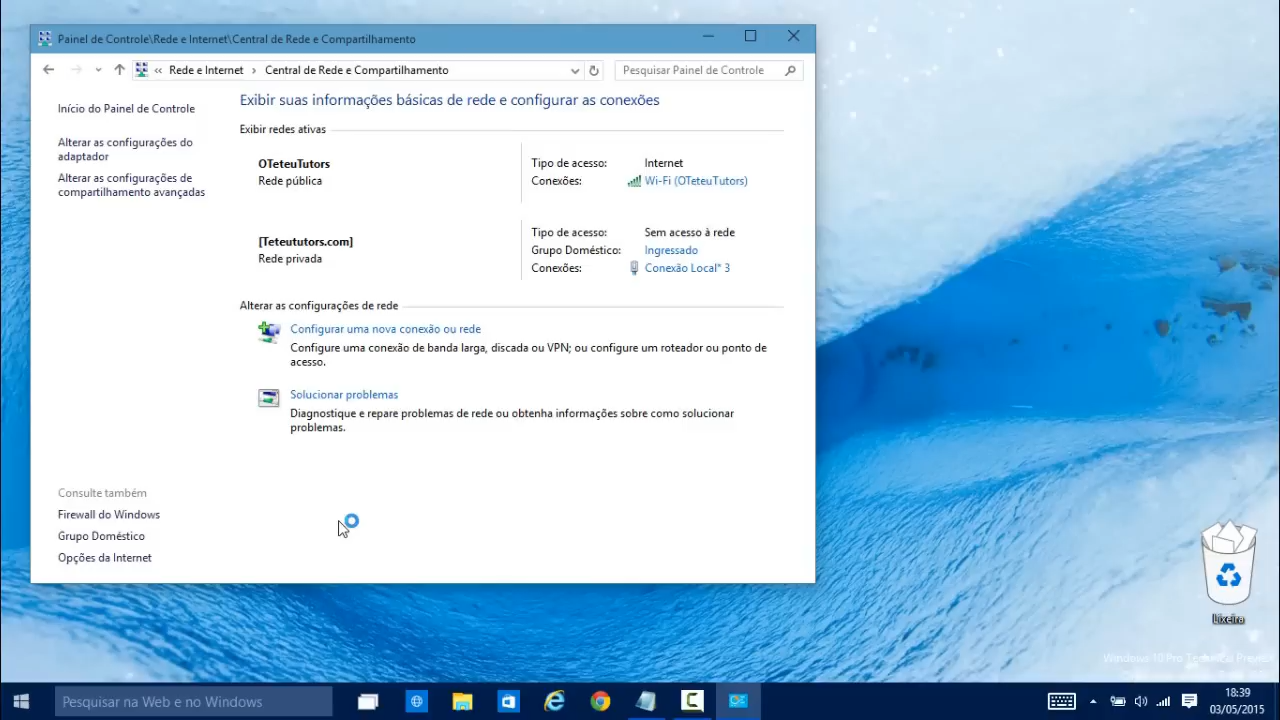 Painel de Controle\Rede e Internet\Central de Rede e Compartilhamento
« Rede e Internet › Central de Rede e Compartilhamento
Pesquisar Painel de Controle
Início do Painel de Controle
Alterar as configurações do
adaptador
Alterar as configurações de
compartilhamento avançadas
Exibir suas informações básicas de rede e configurar as conexões
Exibir redes ativas
OTeteuTutors
Rede pública
Tipo de acesso: Internet
Conexões: Wi-Fi (OTeteuTutors)
[Teteututors.com]
Rede privada
Tipo de acesso: Sem acesso à rede
Grupo Doméstico: Ingressado
Conexões: Conexão Local* 3
Alterar as configurações de rede
Configurar uma nova conexão ou rede
Configure uma conexão de banda larga, discada ou VPN; ou configure um roteador ou ponto de
acesso.
Solucionar problemas
Diagnostique e repare problemas de rede ou obtenha informações sobre como solucionar
problemas.
Consulte também
Firewall do Windows
Grupo Doméstico
Opções da Internet
Lixeira
Windows 10 Pro Technical Preview
Pesquisar na Web e no Windows
18:39
03/05/2015